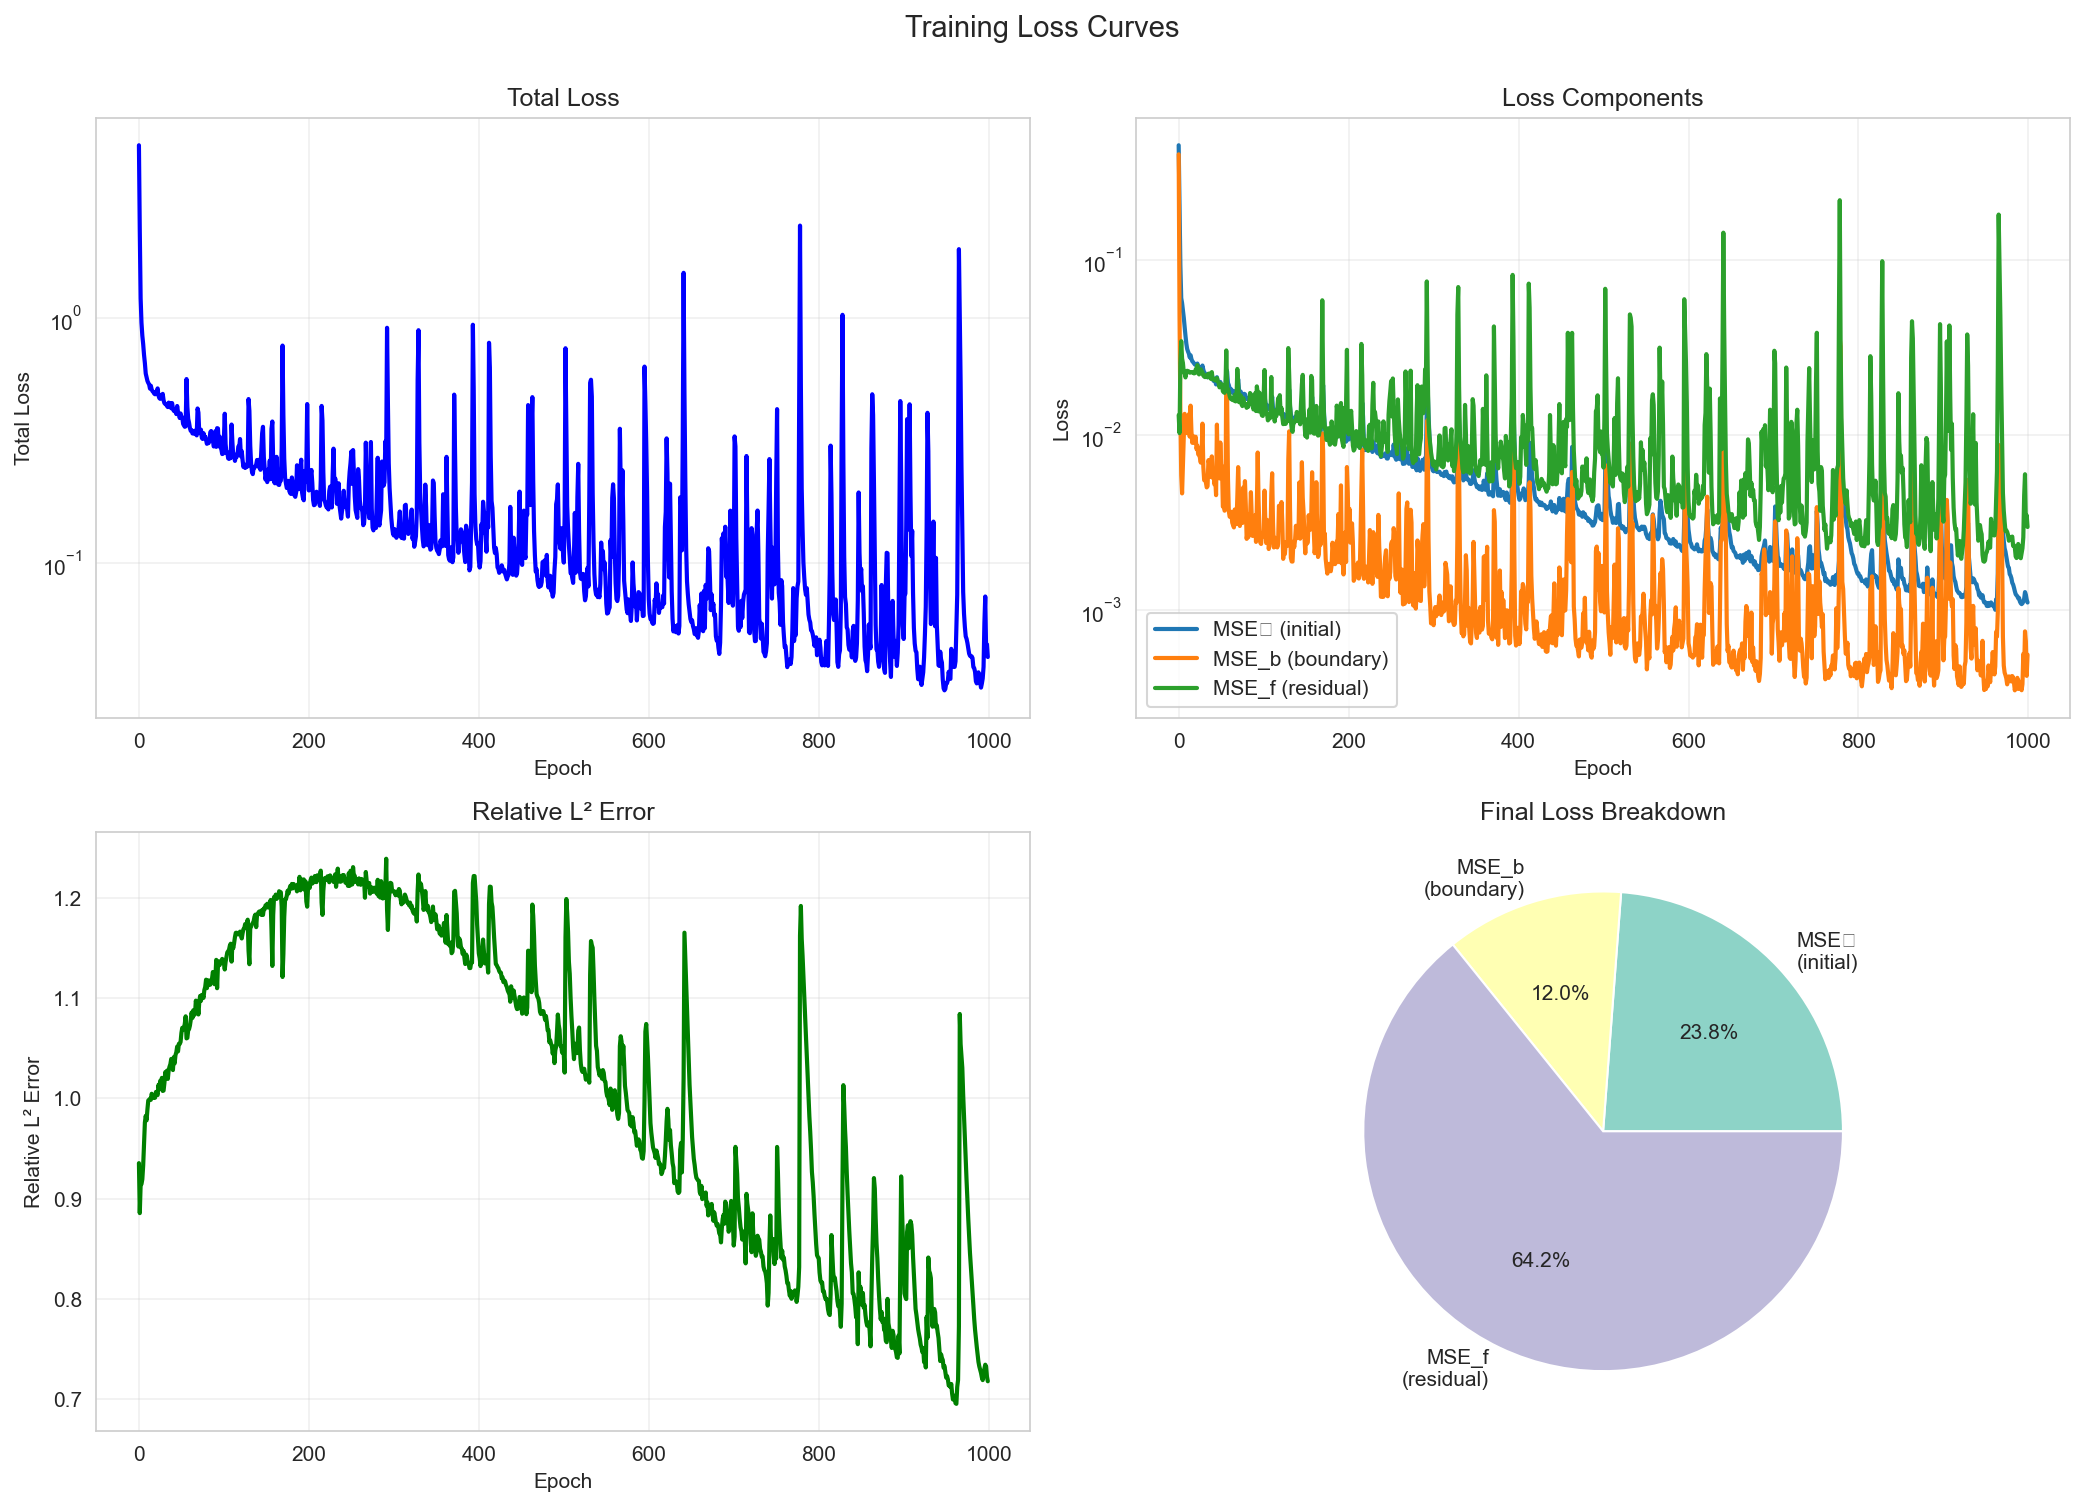 Training Loss Curves
Total Loss
Total Loss
10⁰
10⁻¹
0 200 400 600 800 1000
Epoch
Loss Components
Loss
10⁻¹
10⁻²
10⁻³
MSE□ (initial)
MSE_b (boundary)
MSE_f (residual)
0 200 400 600 800 1000
Epoch
Relative L² Error
Relative L² Error
1.2
1.1
1.0
0.9
0.8
0.7
0 200 400 600 800 1000
Epoch
Final Loss Breakdown
MSE_b
(boundary)
MSE□
(initial)
12.0%
23.8%
64.2%
MSE_f
(residual)